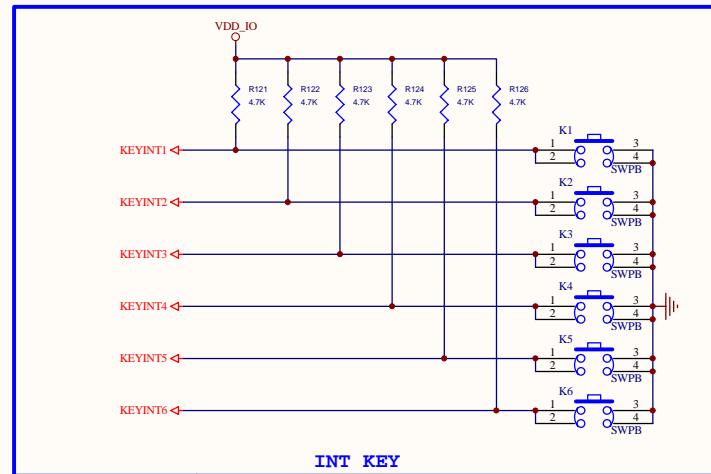 VDD_IO
R121 R122 R123 R124 R125 R126
4.7K 4.7K 4.7K 4.7K 4.7K 4.7K
K1
KEYINT1 1 3
2 4
SWPB
K2
KEYINT2 1 3
2 4
SWPB
K3
KEYINT3 1 3
2 4
SWPB
K4
KEYINT4 1 3
2 4
SWPB
K5
KEYINT5 1 3
2 4
SWPB
K6
KEYINT6 1 3
2 4
SWPB
INT KEY